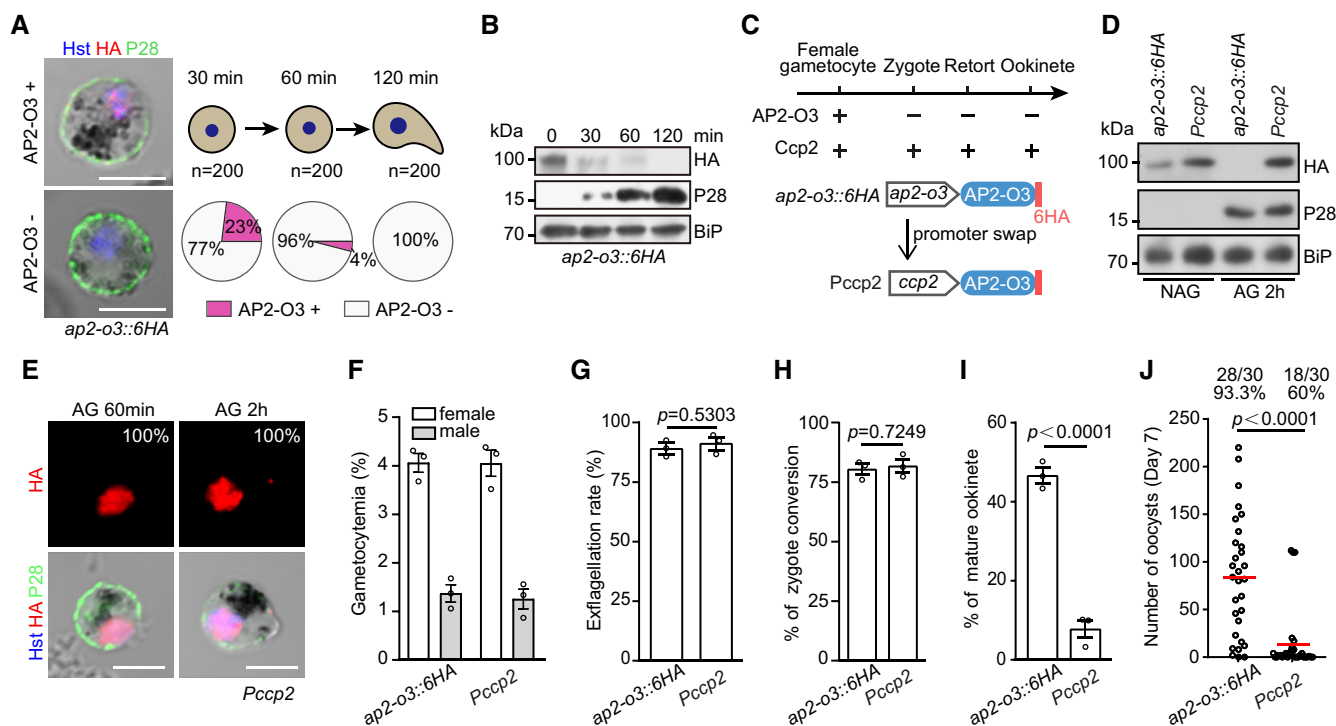 A
Hst HA P28
AP2-O3 +
AP2-O3 -
ap2-o3::6HA
30 min 60 min 120 min
n=200 n=200 n=200
23%
77%
96%
4%
100%
AP2-O3 + AP2-O3 -
B
kDa 0 30 60 120 min
100 HA
15 P28
70 BiP
ap2-o3::6HA
C
Female gametocyte Zygote Retort Ookinete
AP2-O3 + − − −
Ccp2 + + + +
ap2-o3::6HA ap2-o3 AP2-O3
6HA
promoter swap
Pccp2 ccp2 AP2-O3
D
ap2-o3::6HA Pccp2 ap2-o3::6HA Pccp2
kDa
100 HA
15 P28
70 BiP
NAG AG 2h
E
AG 60min AG 2h
100% 100%
HA
Hst HA P28
Pccp2
F
Gametocytemia (%)
5
4
3
2
1
0
female
male
ap2-o3::6HA Pccp2
G
Exflagellation rate (%)
100
75
50
25
0
p=0.5303
ap2-o3::6HA Pccp2
H
% of zygote conversion
100
75
50
25
0
p=0.7249
ap2-o3::6HA Pccp2
I
% of mature ookinete
60
40
20
0
p<0.0001
ap2-o3::6HA Pccp2
J
28/30 18/30
93.3% 60%
p<0.0001
Number of oocysts (Day 7)
250
200
150
100
50
0
ap2-o3::6HA Pccp2